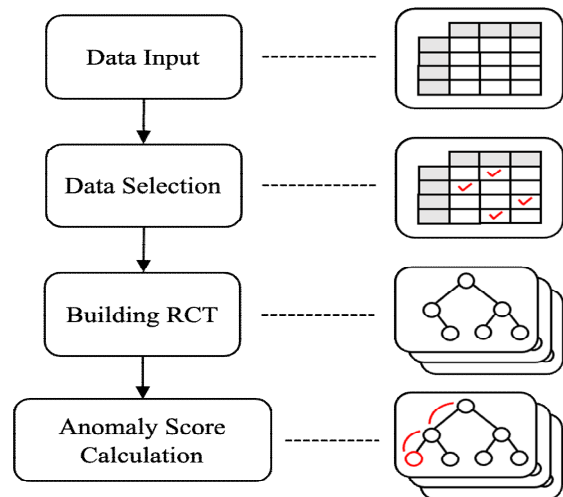 Data Input
Data Selection
Building RCT
Anomaly Score
Calculation